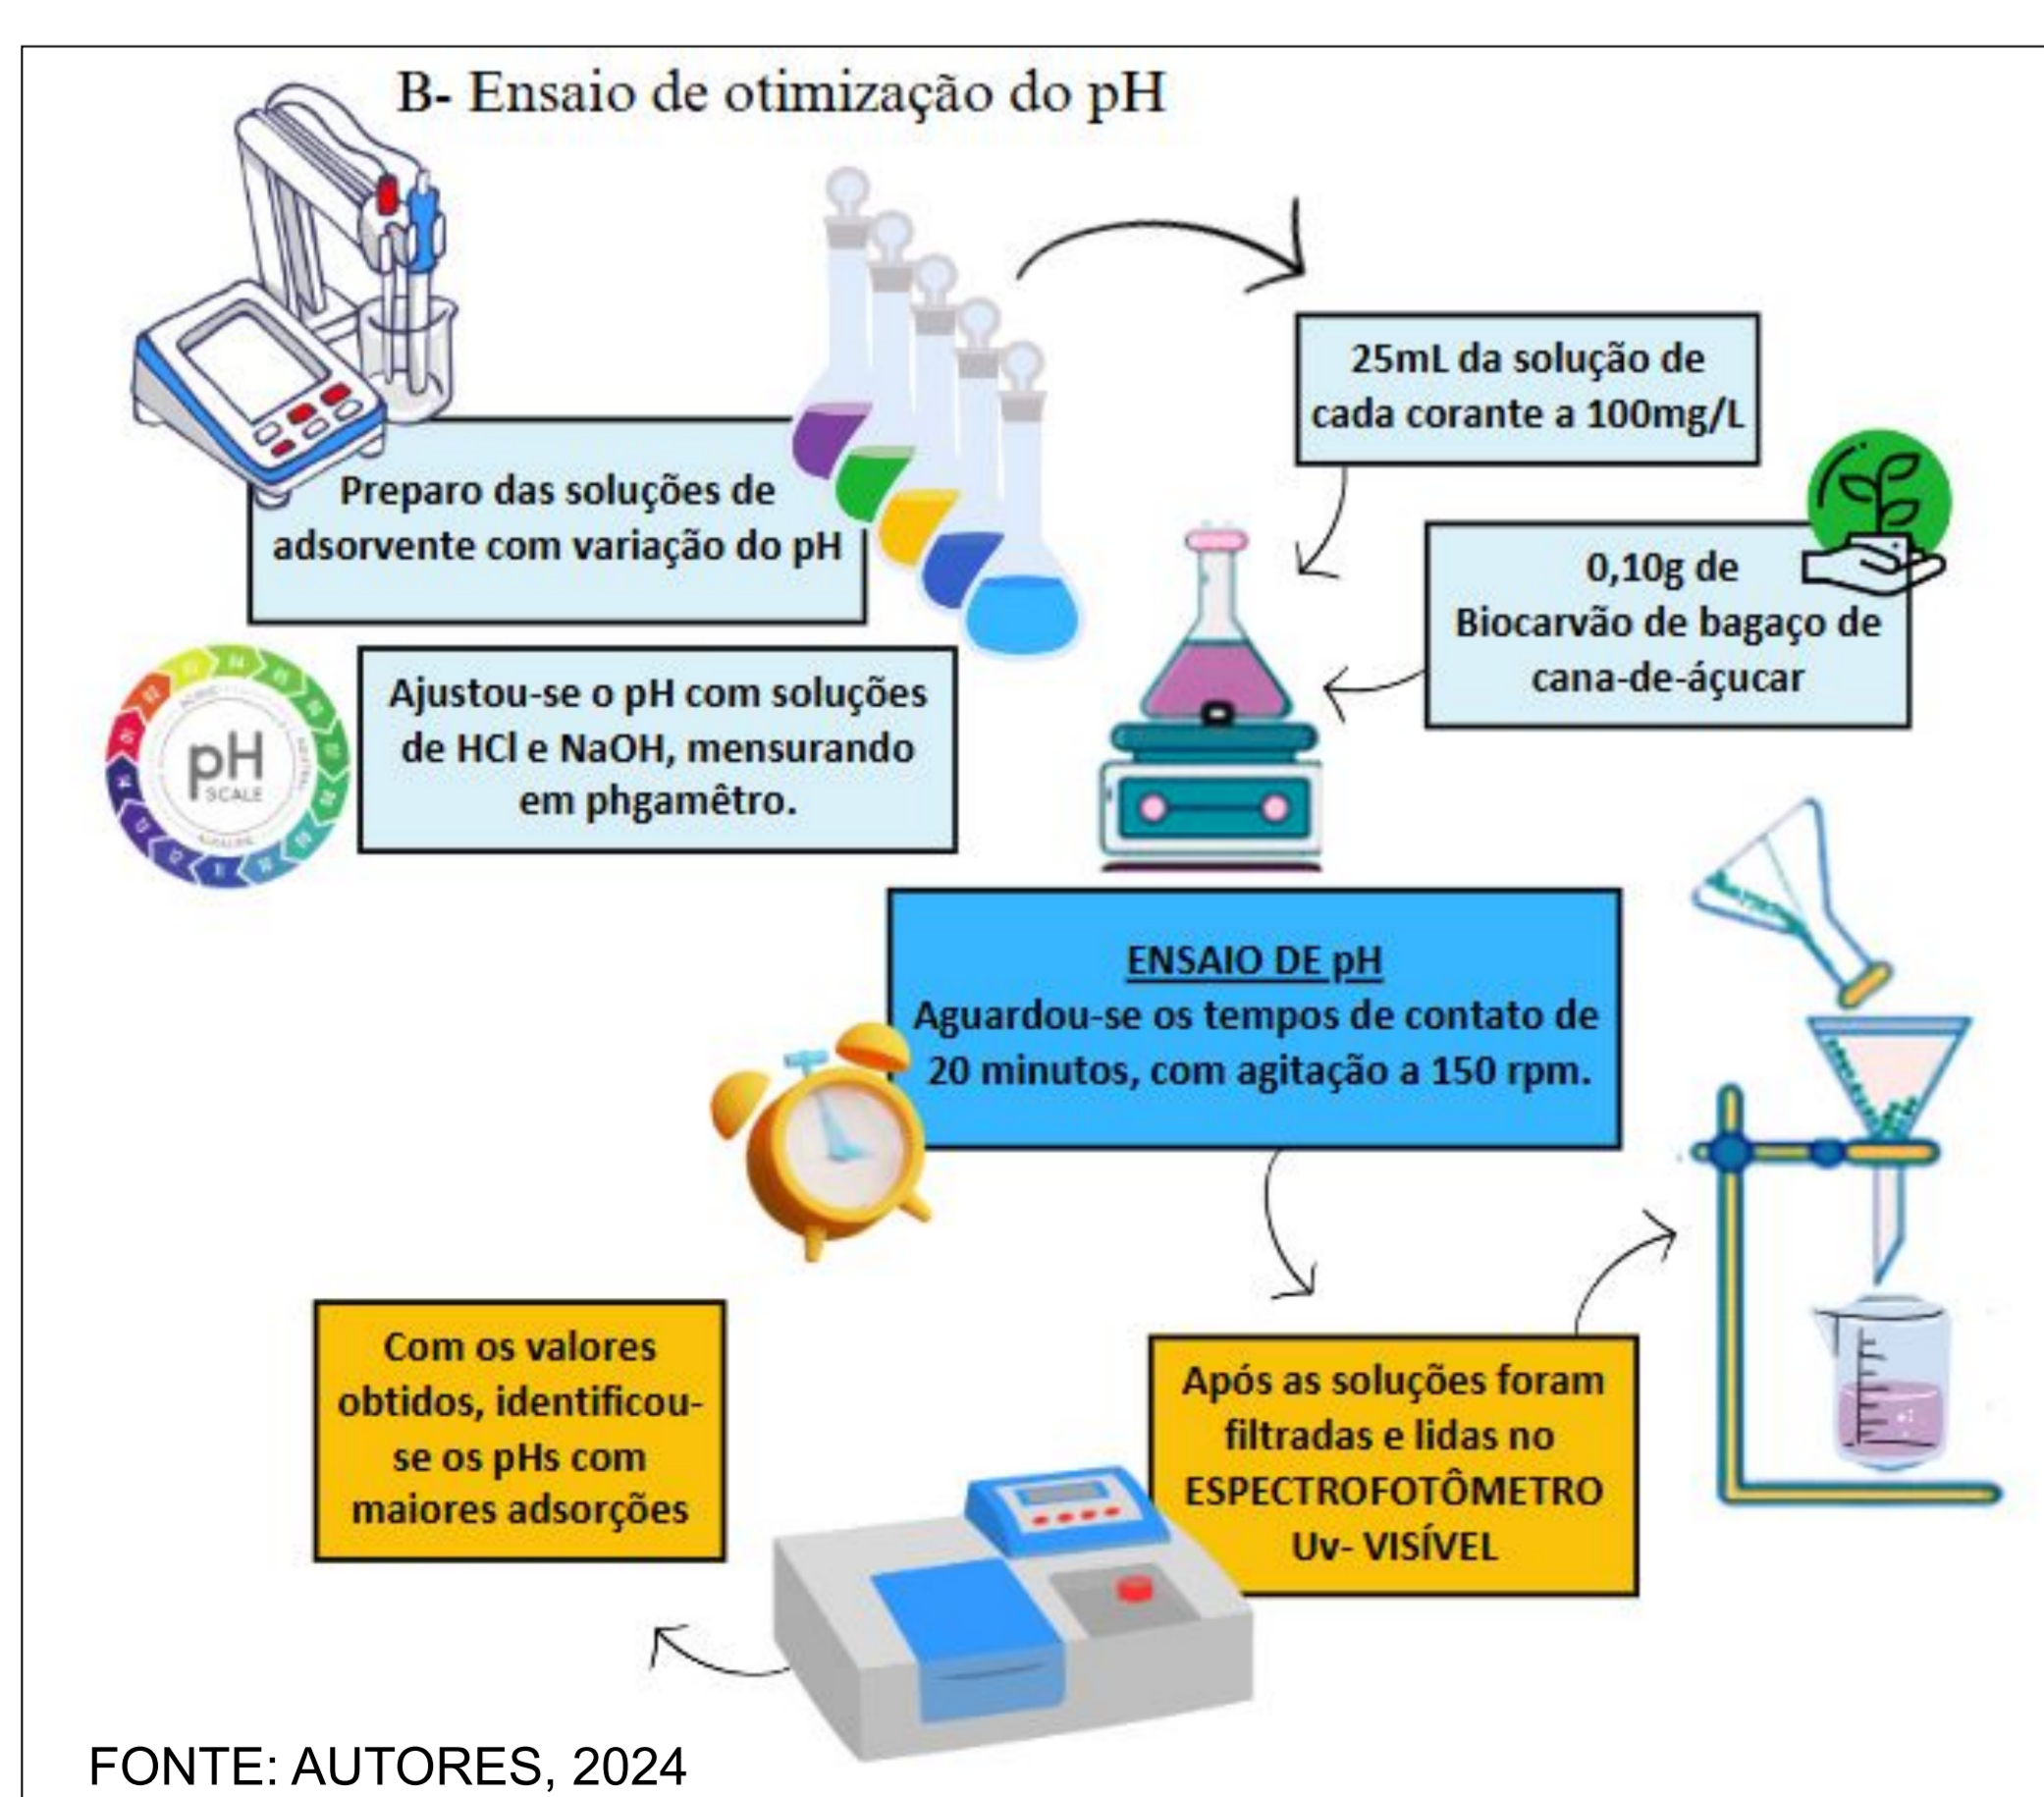 B- Ensaio de otimização do pH
Preparo das soluções de
adsorvente com variação do pH
Ajustou-se o pH com soluções
de HCl e NaOH, mensurando
em phgamêtro.
pH
SCALE
25mL da solução de
cada corante a 100mg/L
0,10g de
Biocarvão de bagaço de
cana-de-áçucar
ENSAIO DE pH
Aguardou-se os tempos de contato de
20 minutos, com agitação a 150 rpm.
Após as soluções foram
filtradas e lidas no
ESPECTROFOTÔMETRO
Uv- VISÍVEL
Com os valores
obtidos, identificou-
se os pHs com
maiores adsorções
FONTE: AUTORES, 2024